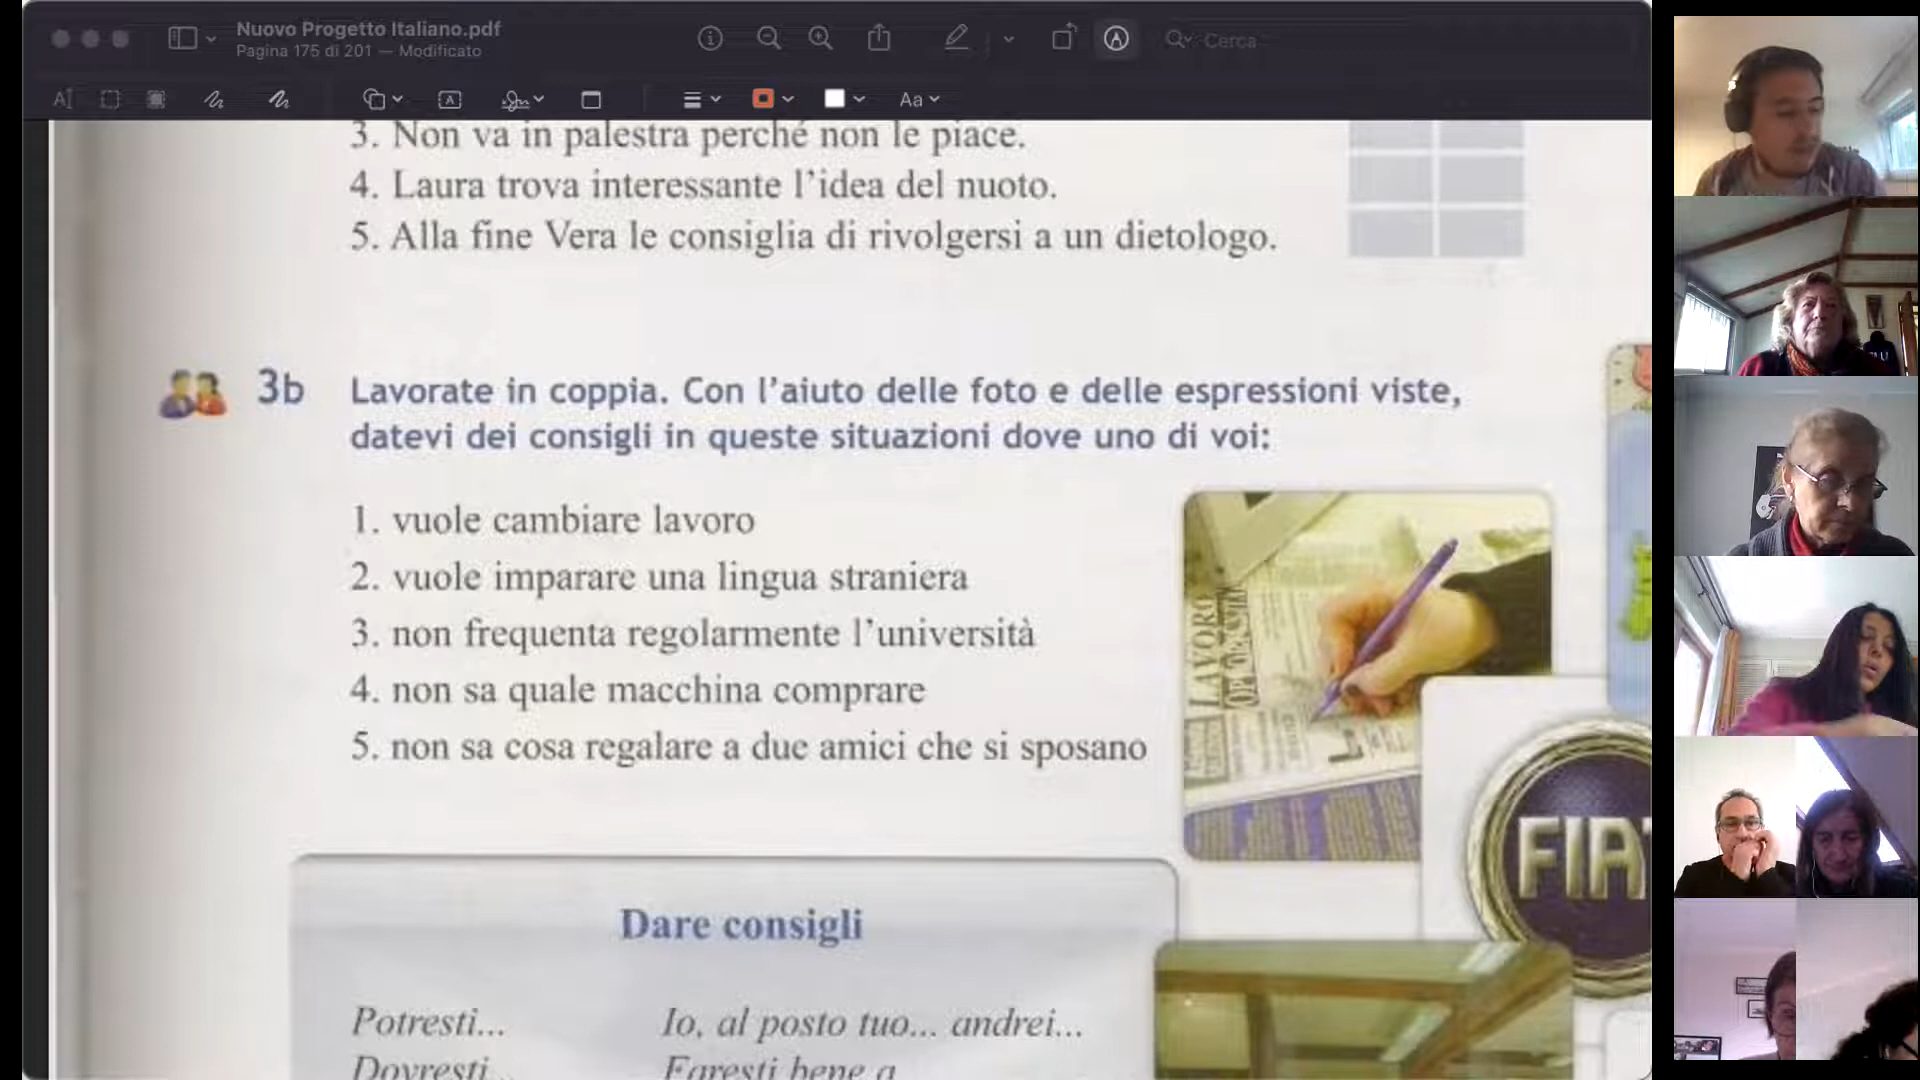 Nuovo Progetto Italiano.pdf
Pagina 175 di 201 — Modificato
Cerca
Aa
3. Non va in palestra perché non le piace.
4. Laura trova interessante l'idea del nuoto.
5. Alla fine Vera le consiglia di rivolgersi a un dietologo.
3b Lavorate in coppia. Con l'aiuto delle foto e delle espressioni viste,
datevi dei consigli in queste situazioni dove uno di voi:
1. vuole cambiare lavoro
2. vuole imparare una lingua straniera
3. non frequenta regolarmente l'università
4. non sa quale macchina comprare
5. non sa cosa regalare a due amici che si sposano
LAVORO
FIAT
Dare consigli
Potresti... Io, al posto tuo... andrei...
Dovresti... Faresti bene a